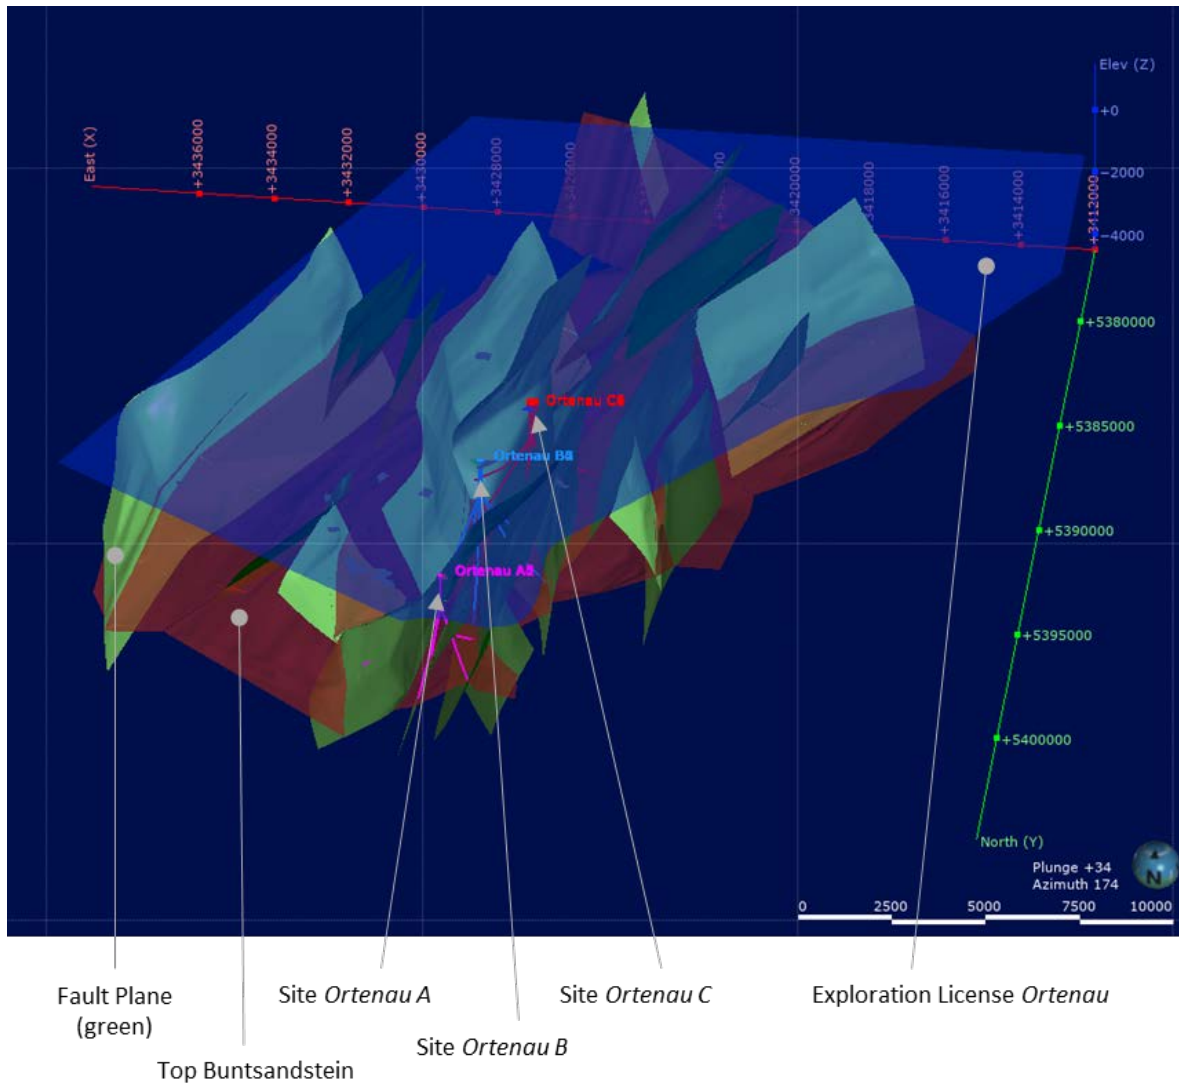 Elev (Z)
+0
-2000
-4000
East (X)
+3436000
+3434000
+3432000
+3430000
+3428000
+3420000
+3418000
+3416000
+3414000
+3412000
+5380000
+5385000
+5390000
+5395000
+5400000
North (Y)
Ortenau
Ortenau
Ortenau
Plunge +34
Azimuth 174
N
0 2500 5000 7500 10000
Fault Plane
(green)
Site Ortenau A
Site Ortenau C
Exploration License Ortenau
Site Ortenau B
Top Buntsandstein